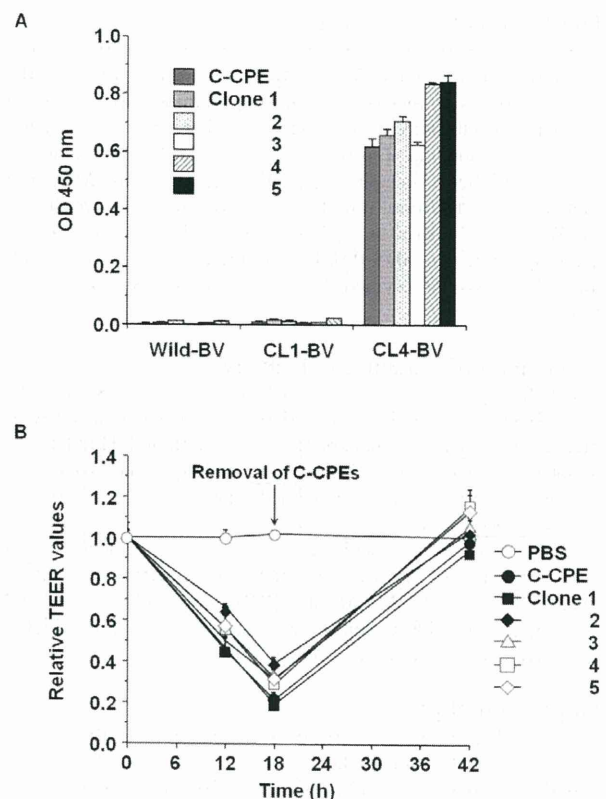 A
1.0
0.8
0.6
0.4
0.2
0.0
OD 450 nm
C-CPE
Clone 1
2
3
4
5
Wild-BV
CL1-BV
CL4-BV
B
1.4
1.2
1.0
0.8
0.6
0.4
0.2
0.0
Relative TEER values
Removal of C-CPEs
PBS
C-CPE
Clone 1
2
3
4
5
0 6 12 18 24 30 36 42
Time (h)